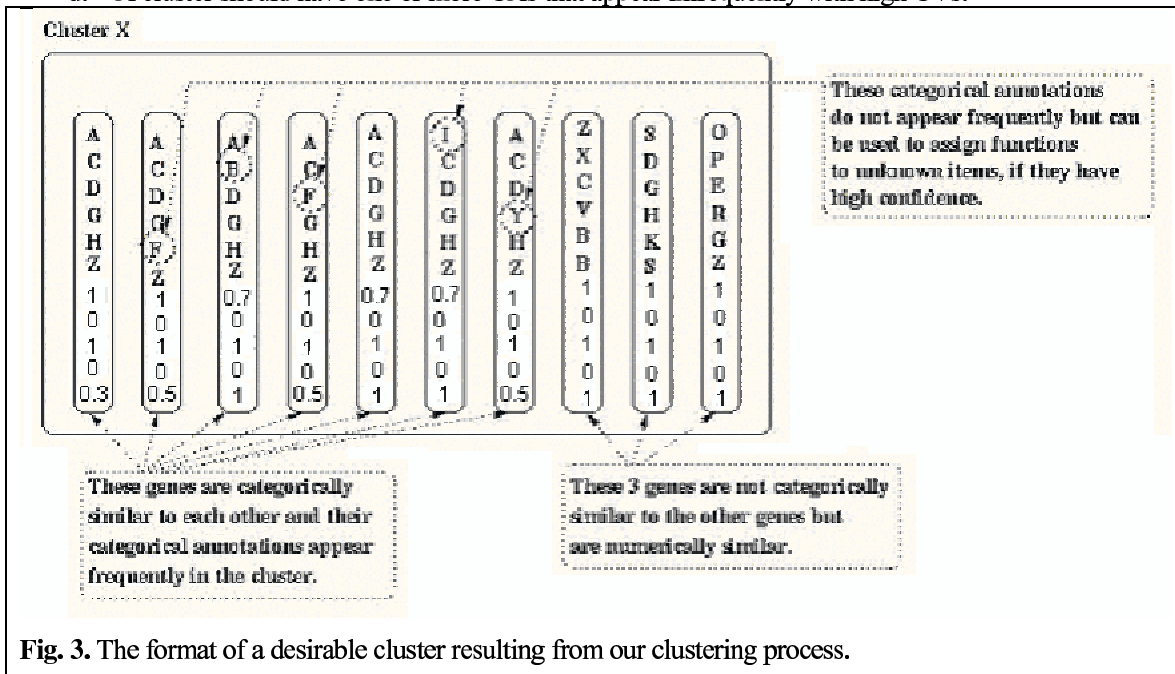 Cluster X
These categorical annotations
do not appear frequently but can
be used to assign functions
to unknown items, if they have
high confidence.
A A A A A I A Z S O
C C B C C C C X D P
D D D F D D D C G E
G G G G G G Y V H R
H E H H H H H B K G
Z Z Z Z Z Z Z B S Z
1 1 0.7 1 0.7 0.7 1 1 1 1
0 0 0 0 0 0 0 0 0 0
1 1 1 1 1 1 1 1 1 1
0 0 0 0 0 0 0 0 0 0
0.3 0.5 1 0.5 1 1 0.5 1 1 1
These genes are categorically
similar to each other and their
categorical annotations appear
frequently in the cluster.
These 3 genes are not categorically
similar to the other genes but
are numerically similar.
Fig. 3. The format of a desirable cluster resulting from our clustering process.